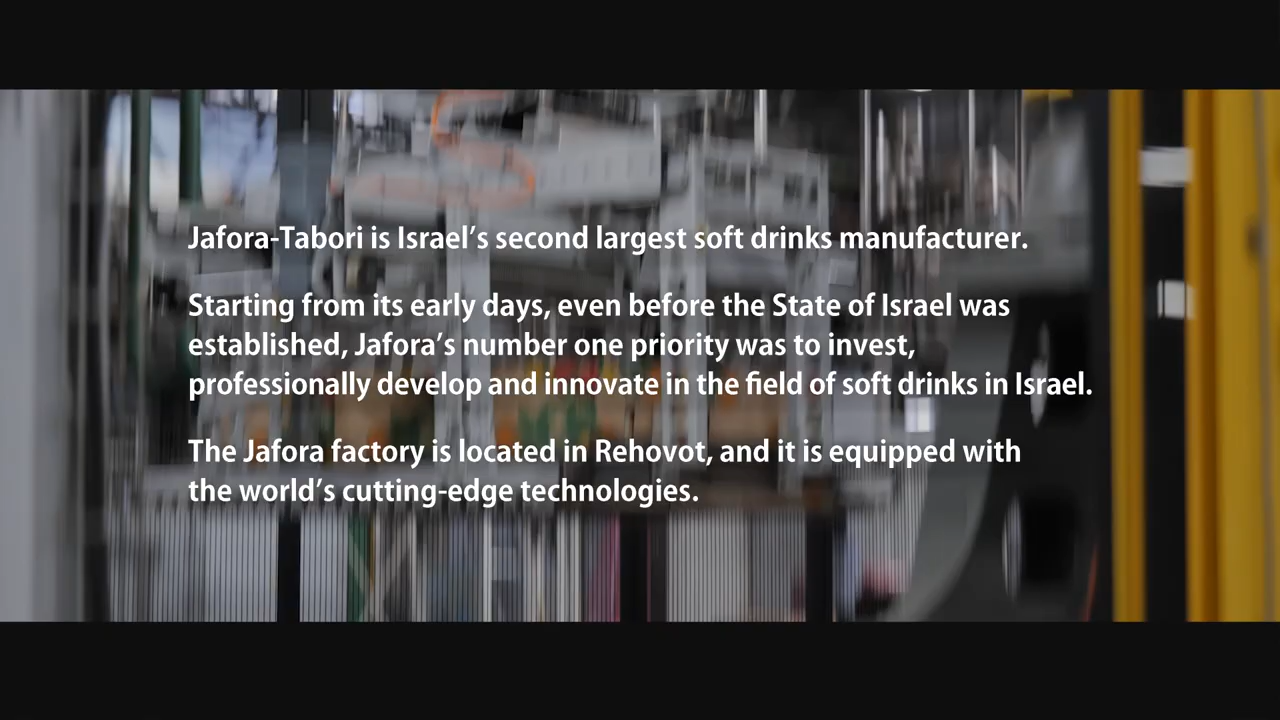 Jafora-Tabori is Israel’s second largest soft drinks manufacturer.
Starting from its early days, even before the State of Israel was
established, Jafora’s number one priority was to invest,
professionally develop and innovate in the field of soft drinks in Israel.
The Jafora factory is located in Rehovot, and it is equipped with
the world’s cutting-edge technologies.